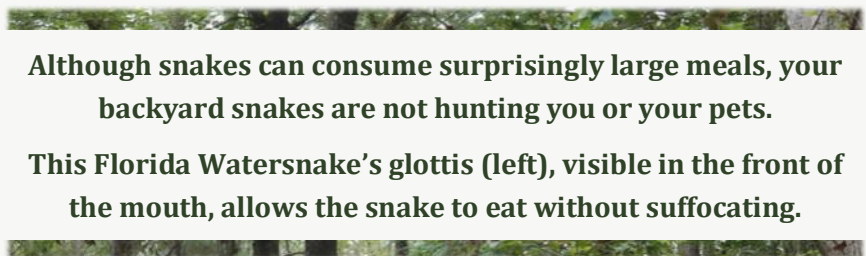 Although snakes can consume surprisingly large meals, your
backyard snakes are not hunting you or your pets.
This Florida Watersnake’s glottis (left), visible in the front of
the mouth, allows the snake to eat without suffocating.